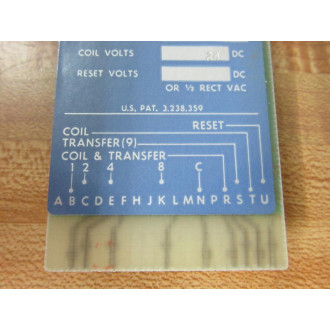 COIL VOLTS 24 DC
RESET VOLTS DC
OR ½ RECT VAC
U.S. PAT. 3,238,359
RESET
COIL
TRANSFER(9)
COIL & TRANSFER
1 2 4 8 C
A B C D E F H J K L M N P R S T U